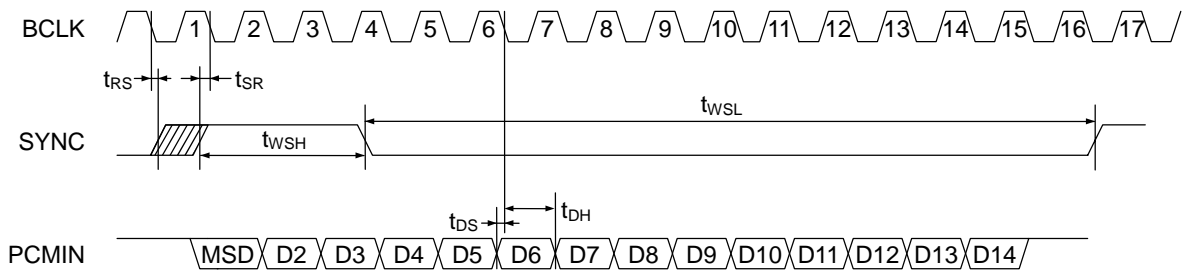 BCLK 1 2 3 4 5 6 7 8 9 10 11 12 13 14 15 16 17
tRS tSR
tWSL
SYNC tWSH
tDS tDH
PCMIN MSD D2 D3 D4 D5 D6 D7 D8 D9 D10 D11 D12 D13 D14